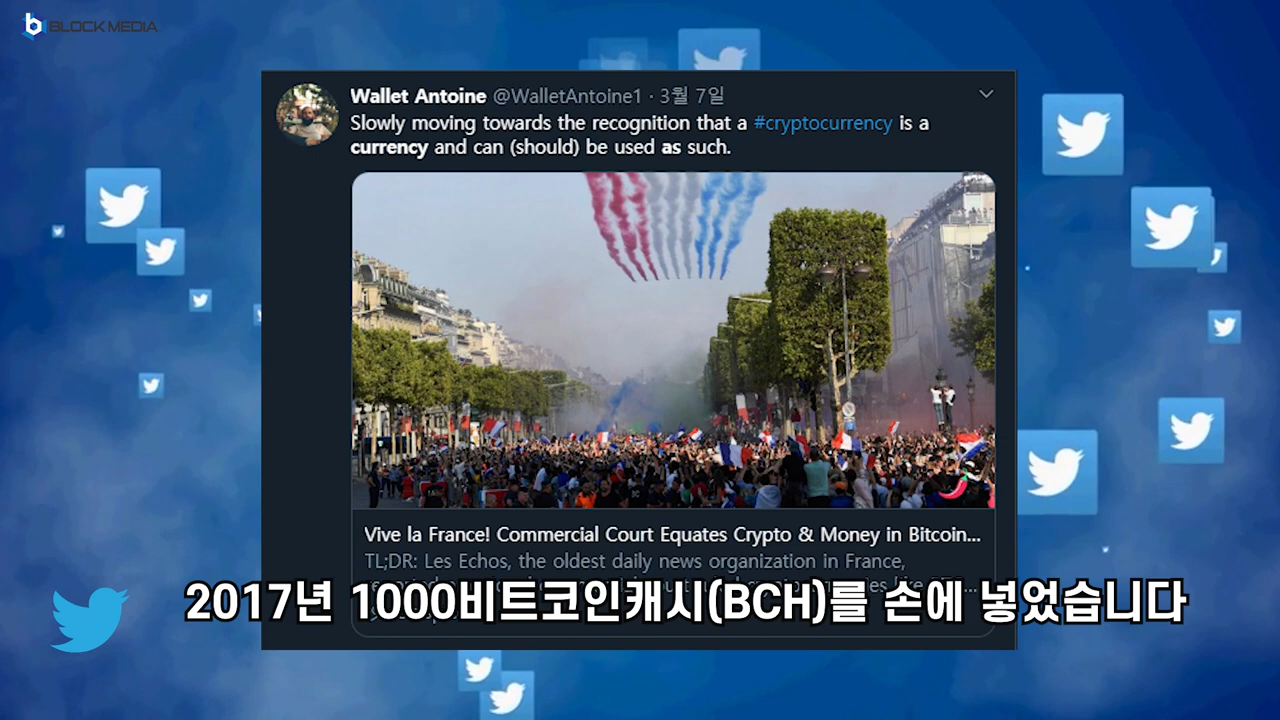 BLOCK MEDIA
Wallet Antoine @WalletAntoine1 · 3월 7일
Slowly moving towards the recognition that a #cryptocurrency is a
currency and can (should) be used as such.
Vive la France! Commercial Court Equates Crypto & Money in Bitcoin...
TL;DR: Les Echos, the oldest daily news organization in France,
2017년 1000비트코인캐시(BCH)를 손에 넣었습니다